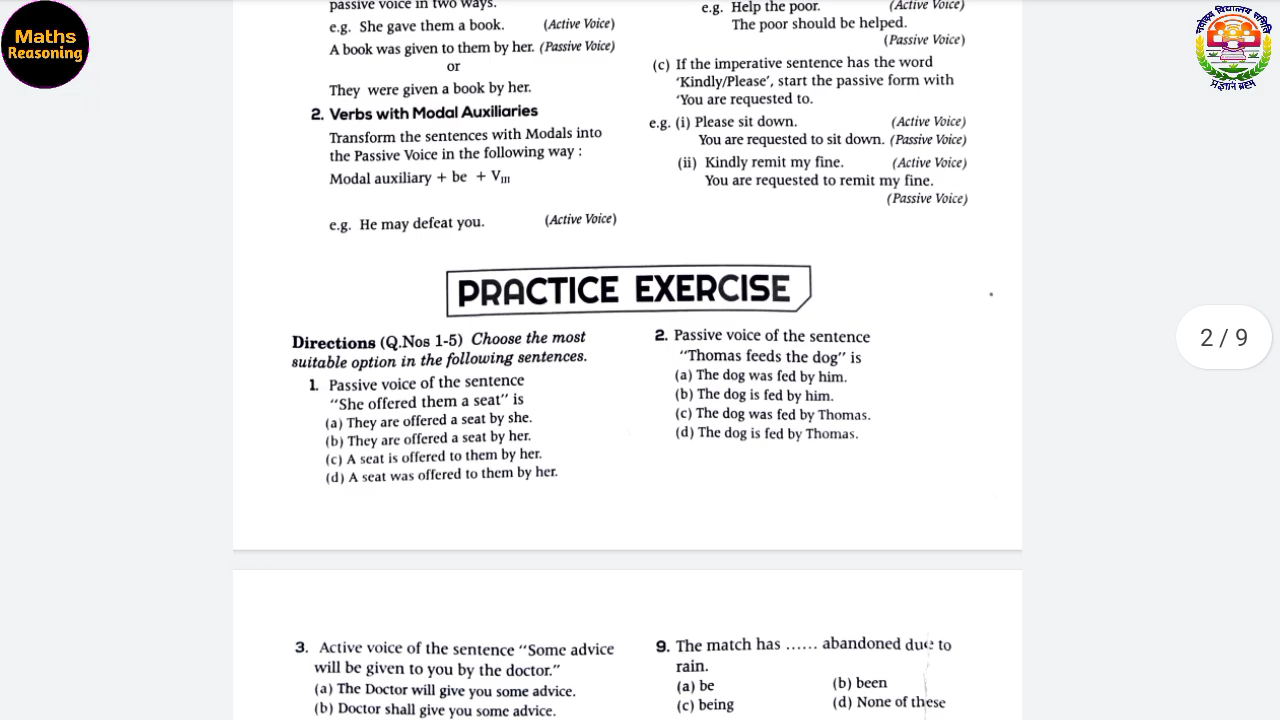 Maths
Reasoning
passive voice in two ways.
e.g. She gave them a book. (Active Voice)
A book was given to them by her. (Passive Voice)
or
They were given a book by her.
2. Verbs with Modal Auxiliaries
Transform the sentences with Modals into
the Passive Voice in the following way :
Modal auxiliary + be + VIII
e.g. He may defeat you. (Active Voice)
e.g. Help the poor. (Active Voice)
The poor should be helped.
(Passive Voice)
(c) If the imperative sentence has the word
‘Kindly/Please’, start the passive form with
‘You are requested to.
e.g. (i) Please sit down. (Active Voice)
You are requested to sit down. (Passive Voice)
(ii) Kindly remit my fine. (Active Voice)
You are requested to remit my fine.
(Passive Voice)
PRACTICE EXERCISE
Directions (Q.Nos 1-5) Choose the most
suitable option in the following sentences.
1. Passive voice of the sentence
“She offered them a seat” is
(a) They are offered a seat by she.
(b) They are offered a seat by her.
(c) A seat is offered to them by her.
(d) A seat was offered to them by her.
2. Passive voice of the sentence
“Thomas feeds the dog” is
(a) The dog was fed by him.
(b) The dog is fed by him.
(c) The dog was fed by Thomas.
(d) The dog is fed by Thomas.
2 / 9
3. Active voice of the sentence “Some advice
will be given to you by the doctor.”
(a) The Doctor will give you some advice.
(b) Doctor shall give you some advice.
9. The match has ...... abandoned due to
rain.
(a) be (b) been
(c) being (d) None of these
नवोदय विद्यालय समिति
प्रज्ञानं ब्रह्म